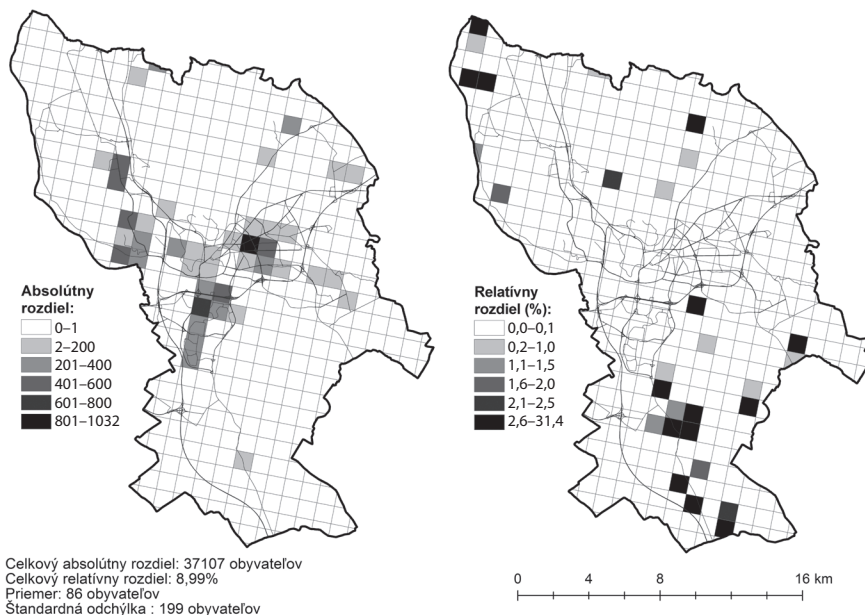 Absolútny
rozdiel:
0–1
2–200
201–400
401–600
601–800
801–1032
Relatívny
rozdiel (%):
0,0–0,1
0,2–1,0
1,1–1,5
1,6–2,0
2,1–2,5
2,6–31,4
Celkový absolútny rozdiel: 37107 obyvateľov
Celkový relatívny rozdiel: 8,99%
Priemer: 86 obyvateľov
Štandardná odchýlka : 199 obyvateľov
0 4 8 16 km